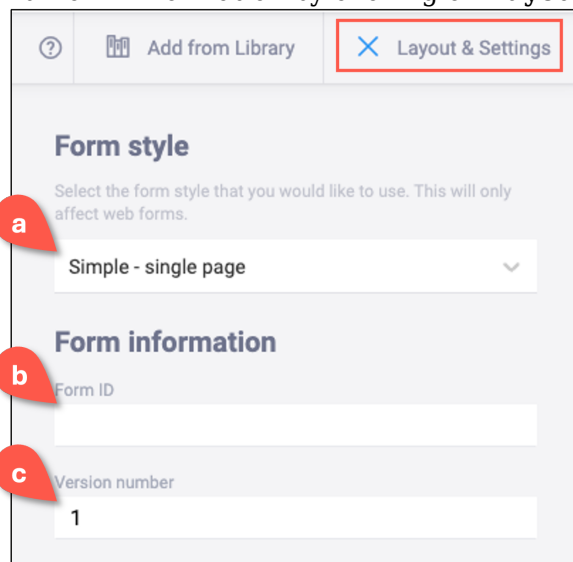 Add from Library
Layout & Settings
Form style
Select the form style that you would like to use. This will only
affect web forms.
a
Simple - single page
Form information
b
Form ID
c
Version number
1